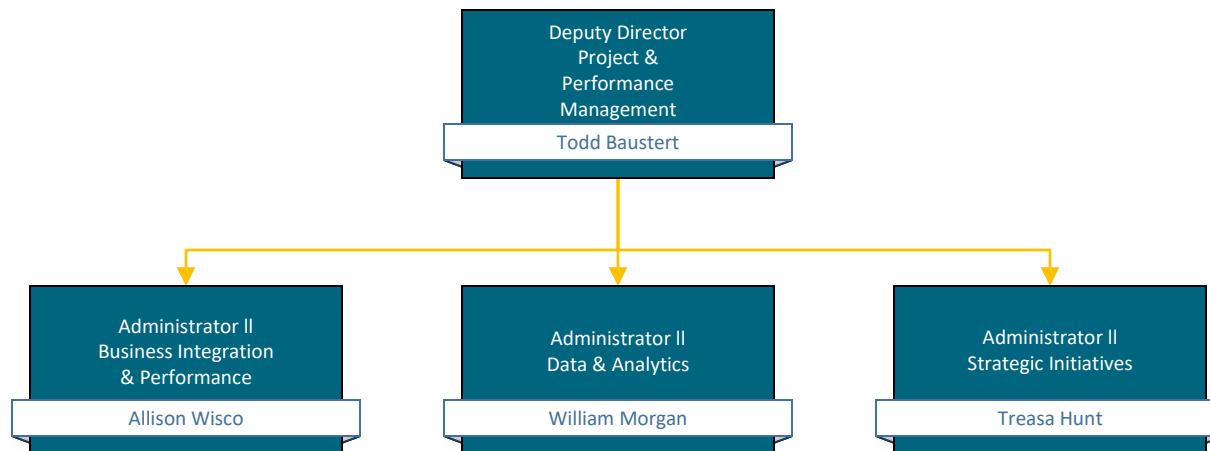 Deputy Director
Project &
Performance
Management
Todd Baustert
Administrator ll
Business Integration
& Performance
Allison Wisco
Administrator ll
Data & Analytics
William Morgan
Administrator ll
Strategic Initiatives
Treasa Hunt